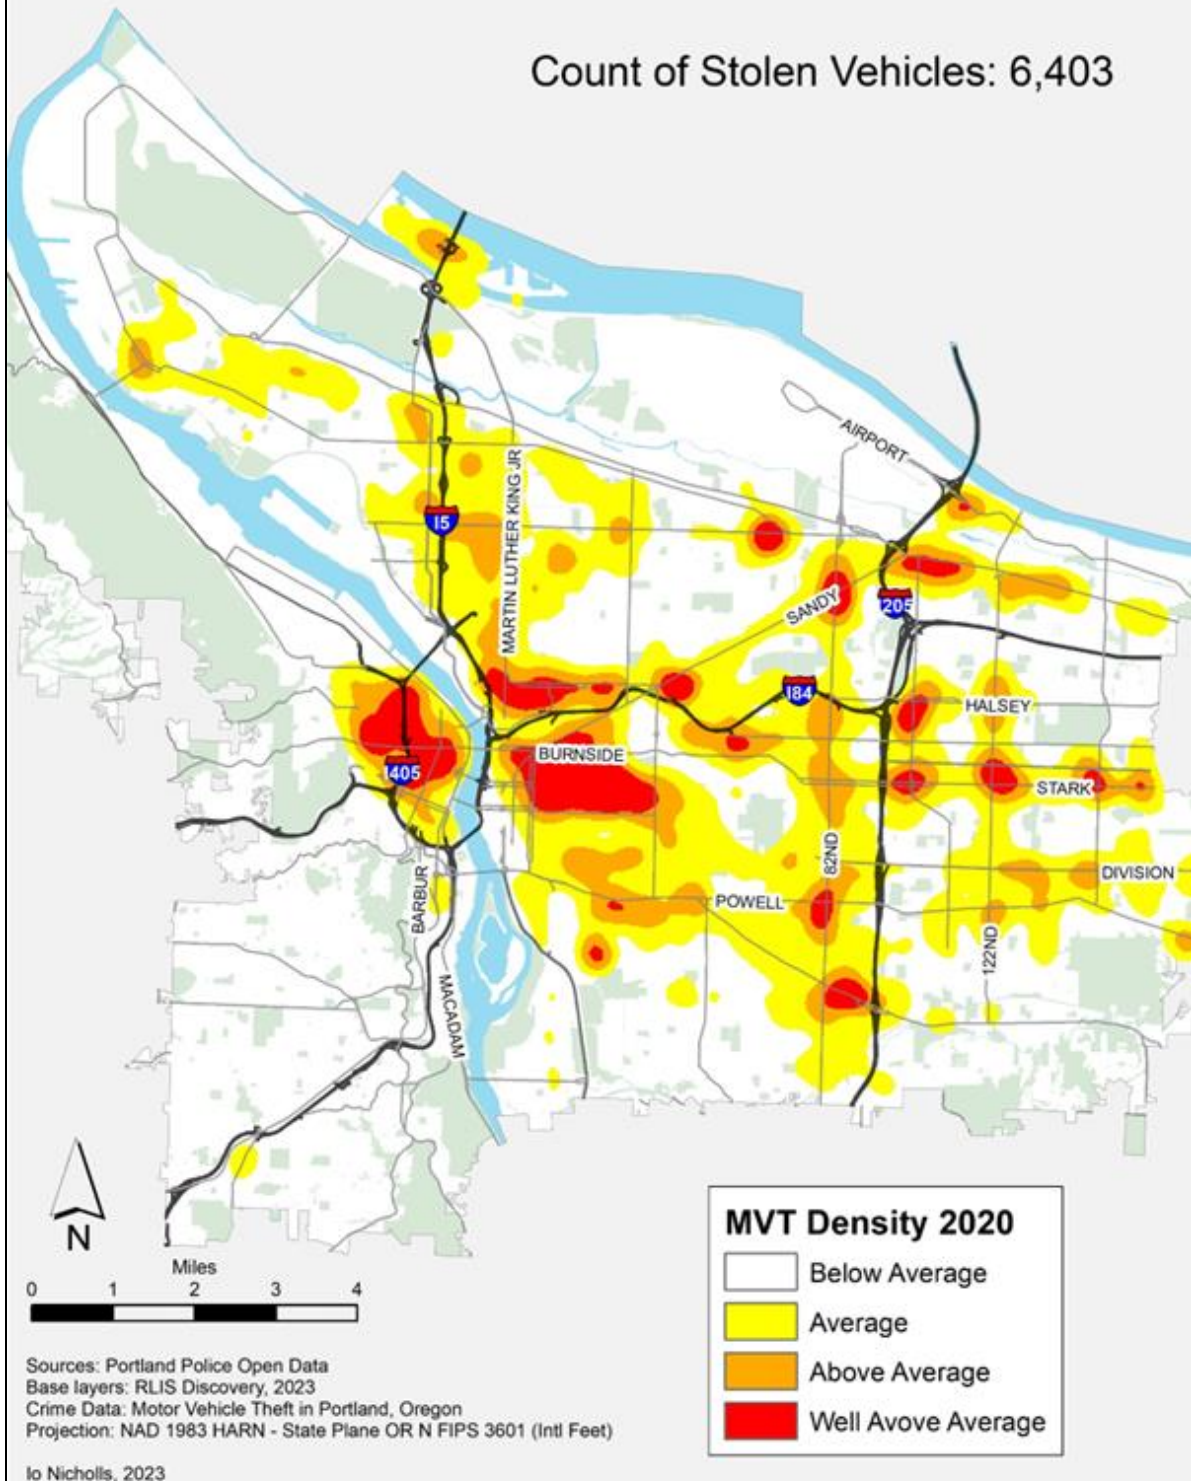 Count of Stolen Vehicles: 6,403
AIRPORT
MARTIN LUTHER KING JR
I5
SANDY
I205
I84
HALSEY
BURNSIDE
I405
STARK
82ND
DIVISION
BARBUR
POWELL
122ND
MACADAM
N
Miles
0 1 2 3 4
MVT Density 2020
Below Average
Average
Above Average
Well Avove Average
Sources: Portland Police Open Data
Base layers: RLIS Discovery, 2023
Crime Data: Motor Vehicle Theft in Portland, Oregon
Projection: NAD 1983 HARN - State Plane OR N FIPS 3601 (Intl Feet)
Io Nicholls, 2023